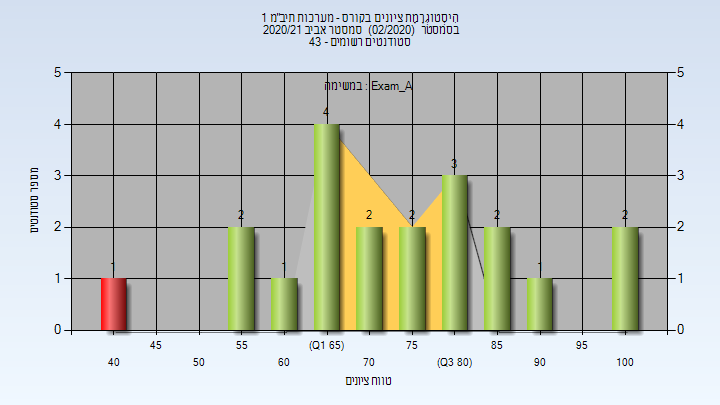 היסטוגרמת ציונים בקורס - מערכות תיב"מ 1
בסמסטר (02/2020) סמסטר אביב 2020/21
סטודנטים רשומים - 43
במשימה : Exam_A
5 5
4 4
3 3
2 2
1 1
0 0
מספר סטודנטים
1 2 1 4 2 2 3 2 1 2
45 55 (Q1 65) 75 85 95
40 50 60 70 (Q3 80) 90 100
טווח ציונים